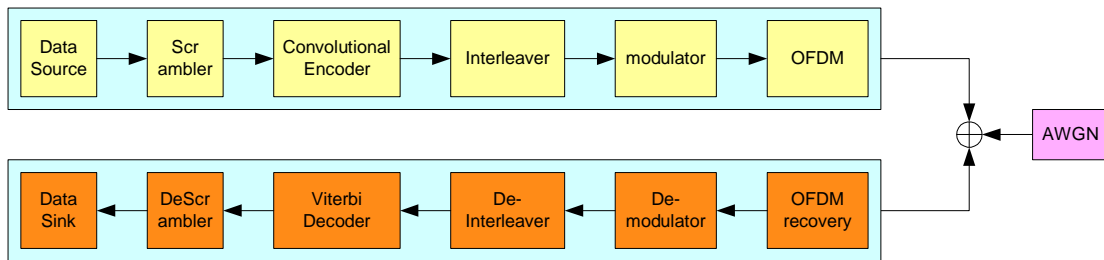 Data
Source
Scr
ambler
Convolutional
Encoder
Interleaver
modulator
OFDM
AWGN
Data
Sink
DeScr
ambler
Viterbi
Decoder
De-
Interleaver
De-
modulator
OFDM
recovery